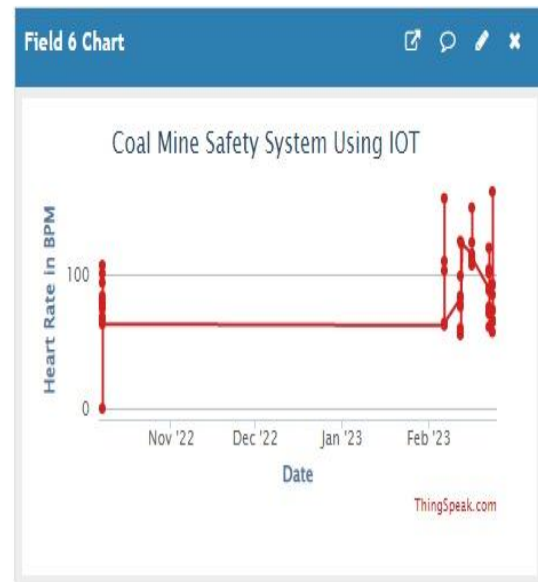 Field 6 Chart
Coal Mine Safety System Using IOT
Heart Rate in BPM
100
0
Nov '22 Dec '22 Jan '23 Feb '23
Date
ThingSpeak.com